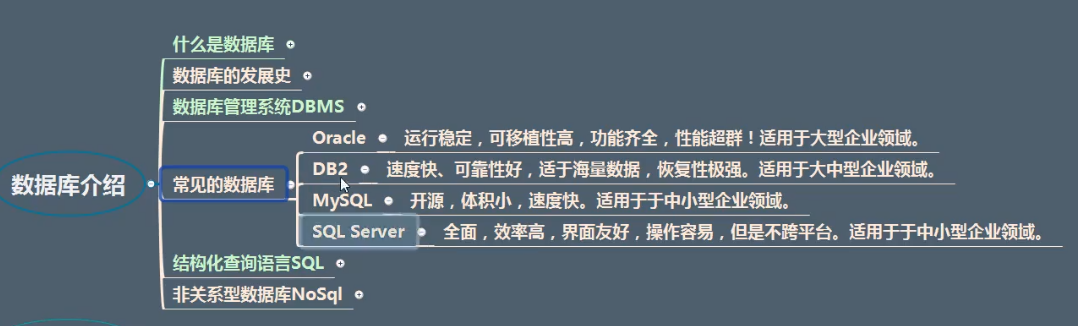 什么是数据库
数据库的发展史
数据库管理系统DBMS
Oracle 运行稳定，可移植性高，功能齐全，性能超群！适用于大型企业领域。
DB2 速度快、可靠性好，适于海量数据，恢复性极强。适用于大中型企业领域。
数据库介绍 常见的数据库
MySQL 开源，体积小，速度快。适用于于中小型企业领域。
SQL Server 全面，效率高，界面友好，操作容易，但是不跨平台。适用于于中小型企业领域。
结构化查询语言SQL
非关系型数据库NoSql